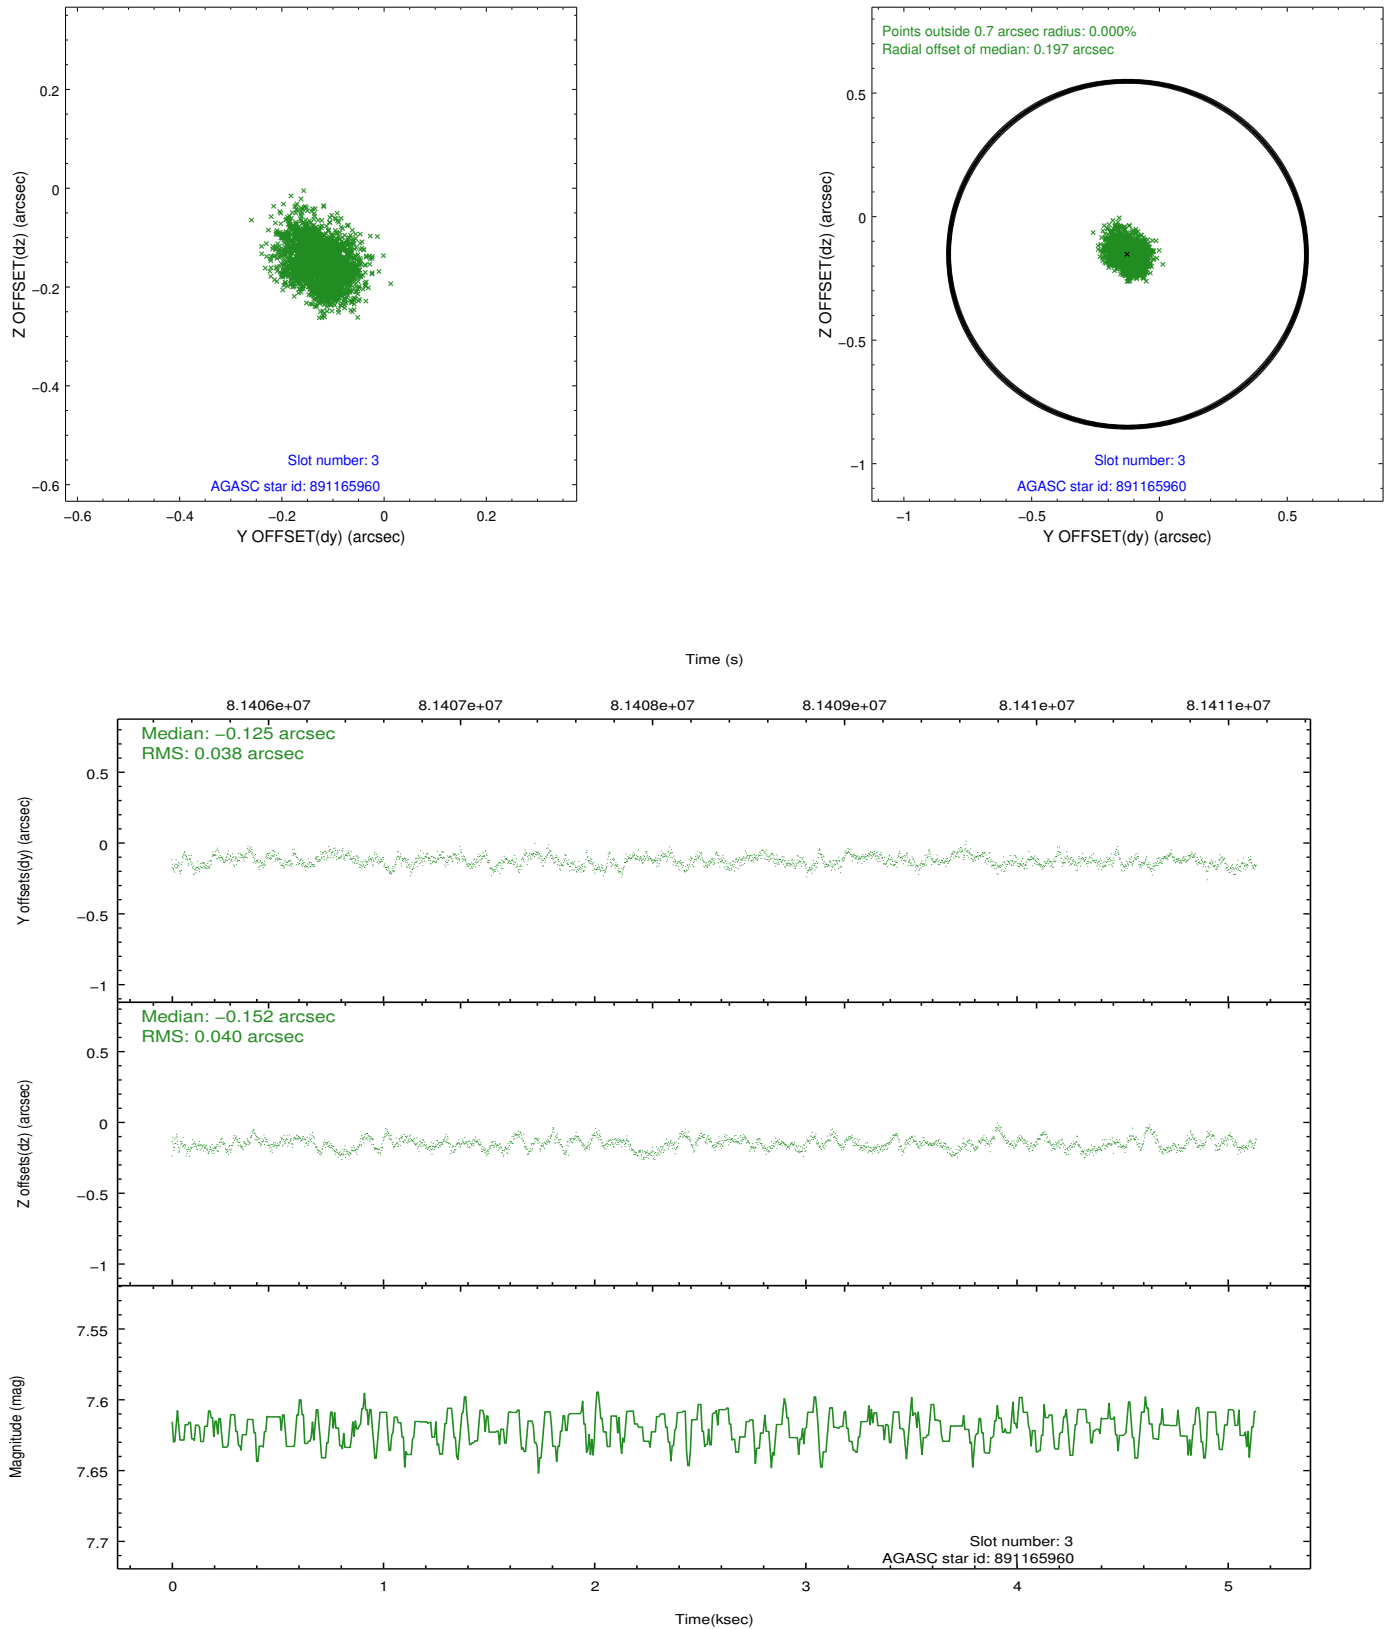 0.2
0
−0.2
−0.4
−0.6
Z OFFSET(dz) (arcsec)
Slot number: 3
AGASC star id: 891165960
−0.6
−0.4
−0.2
0
0.2
Y OFFSET(dy) (arcsec)
Points outside 0.7 arcsec radius: 0.000%
Radial offset of median: 0.197 arcsec
0.5
0
−0.5
−1
Z OFFSET(dz) (arcsec)
Slot number: 3
AGASC star id: 891165960
−1
−0.5
0
0.5
Y OFFSET(dy) (arcsec)
Time (s)
8.1406e+07
8.1407e+07
8.1408e+07
8.1409e+07
8.141e+07
8.1411e+07
Median: −0.125 arcsec
RMS: 0.038 arcsec
0.5
0
−0.5
−1
Y offsets(dy) (arcsec)
Median: −0.152 arcsec
RMS: 0.040 arcsec
0.5
0
−0.5
−1
Z offsets(dz) (arcsec)
7.55
7.6
7.65
7.7
Magnitude (mag)
Slot number: 3
AGASC star id: 891165960
0
1
2
3
4
5
Time(ksec)